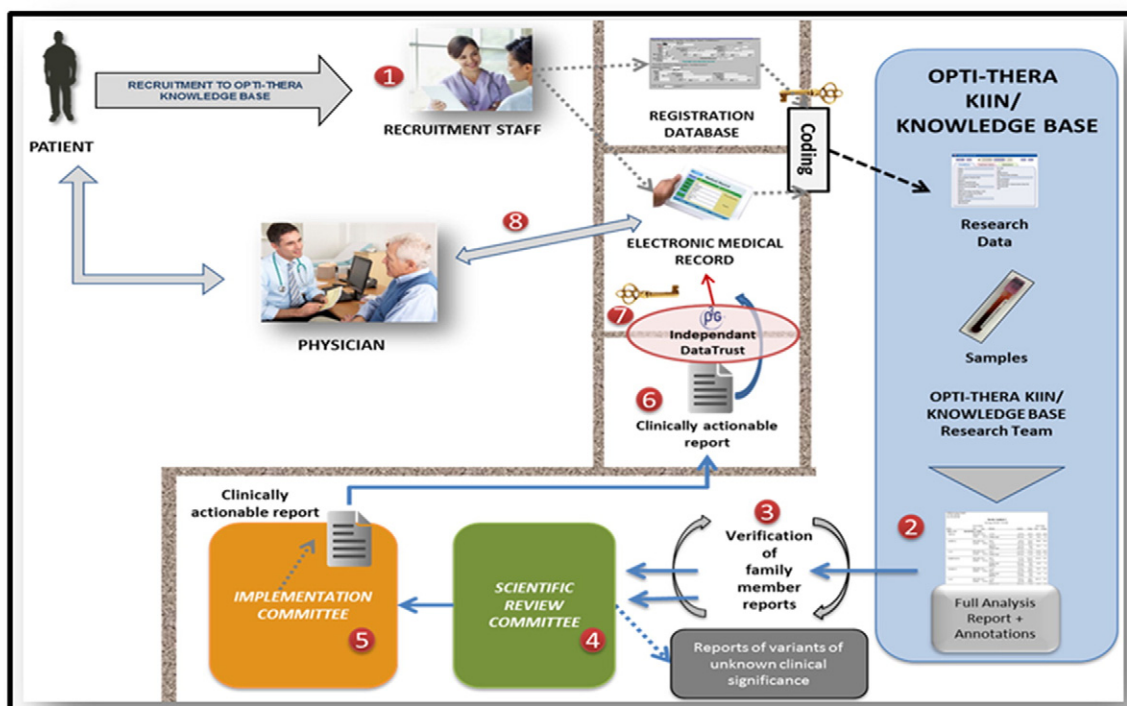 RECRUITMENT TO OPTI-THERA
KNOWLEDGE BASE
PATIENT
1
RECRUITMENT STAFF
REGISTRATION
DATABASE
Coding
OPTI-THERA
KIIN/
KNOWLEDGE BASE
Research
Data
Samples
OPTI-THERA KIIN/
KNOWLEDGE BASE
Research Team
2
Full Analysis
Report +
Annotations
8
PHYSICIAN
ELECTRONIC MEDICAL
RECORD
7
Independant
DataTrust
6
Clinically actionable
report
Clinically
actionable report
3
Verification
of
family
member
reports
IMPLEMENTATION
COMMITTEE
5
SCIENTIFIC
REVIEW
COMMITTEE
4
Reports of variants of
unknown clinical
significance